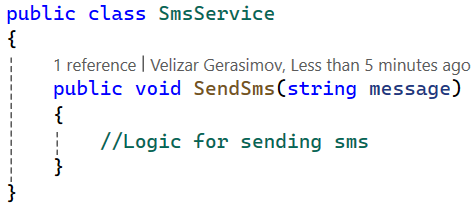 public class SmsService
{
1 reference | Velizar Gerasimov, Less than 5 minutes ago
public void SendSms(string message)
{
//Logic for sending sms
}
}